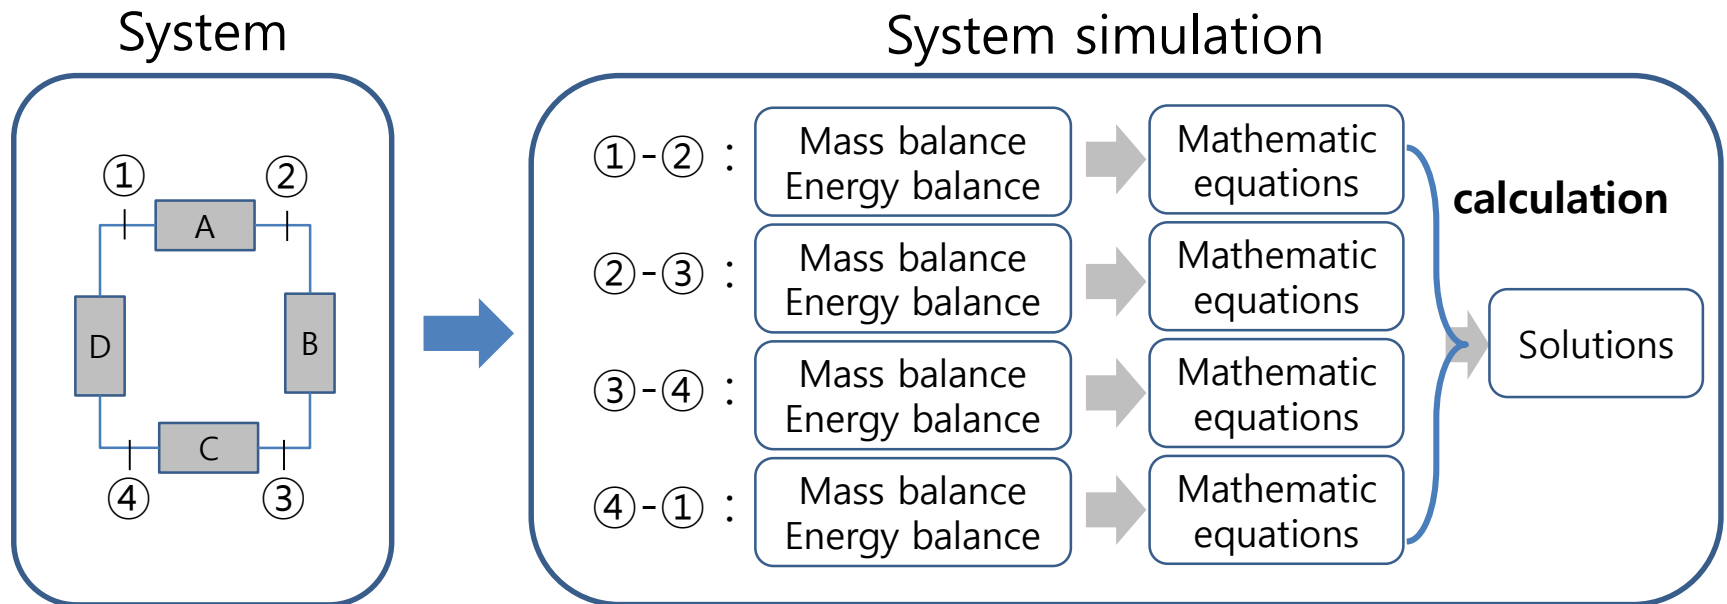 System
① ②
A
D
B
C
④ ③
System simulation
①-② :
Mass balance
Energy balance
Mathematic
equations
②-③ :
Mass balance
Energy balance
Mathematic
equations
③-④ :
Mass balance
Energy balance
Mathematic
equations
④-① :
Mass balance
Energy balance
Mathematic
equations
calculation
Solutions